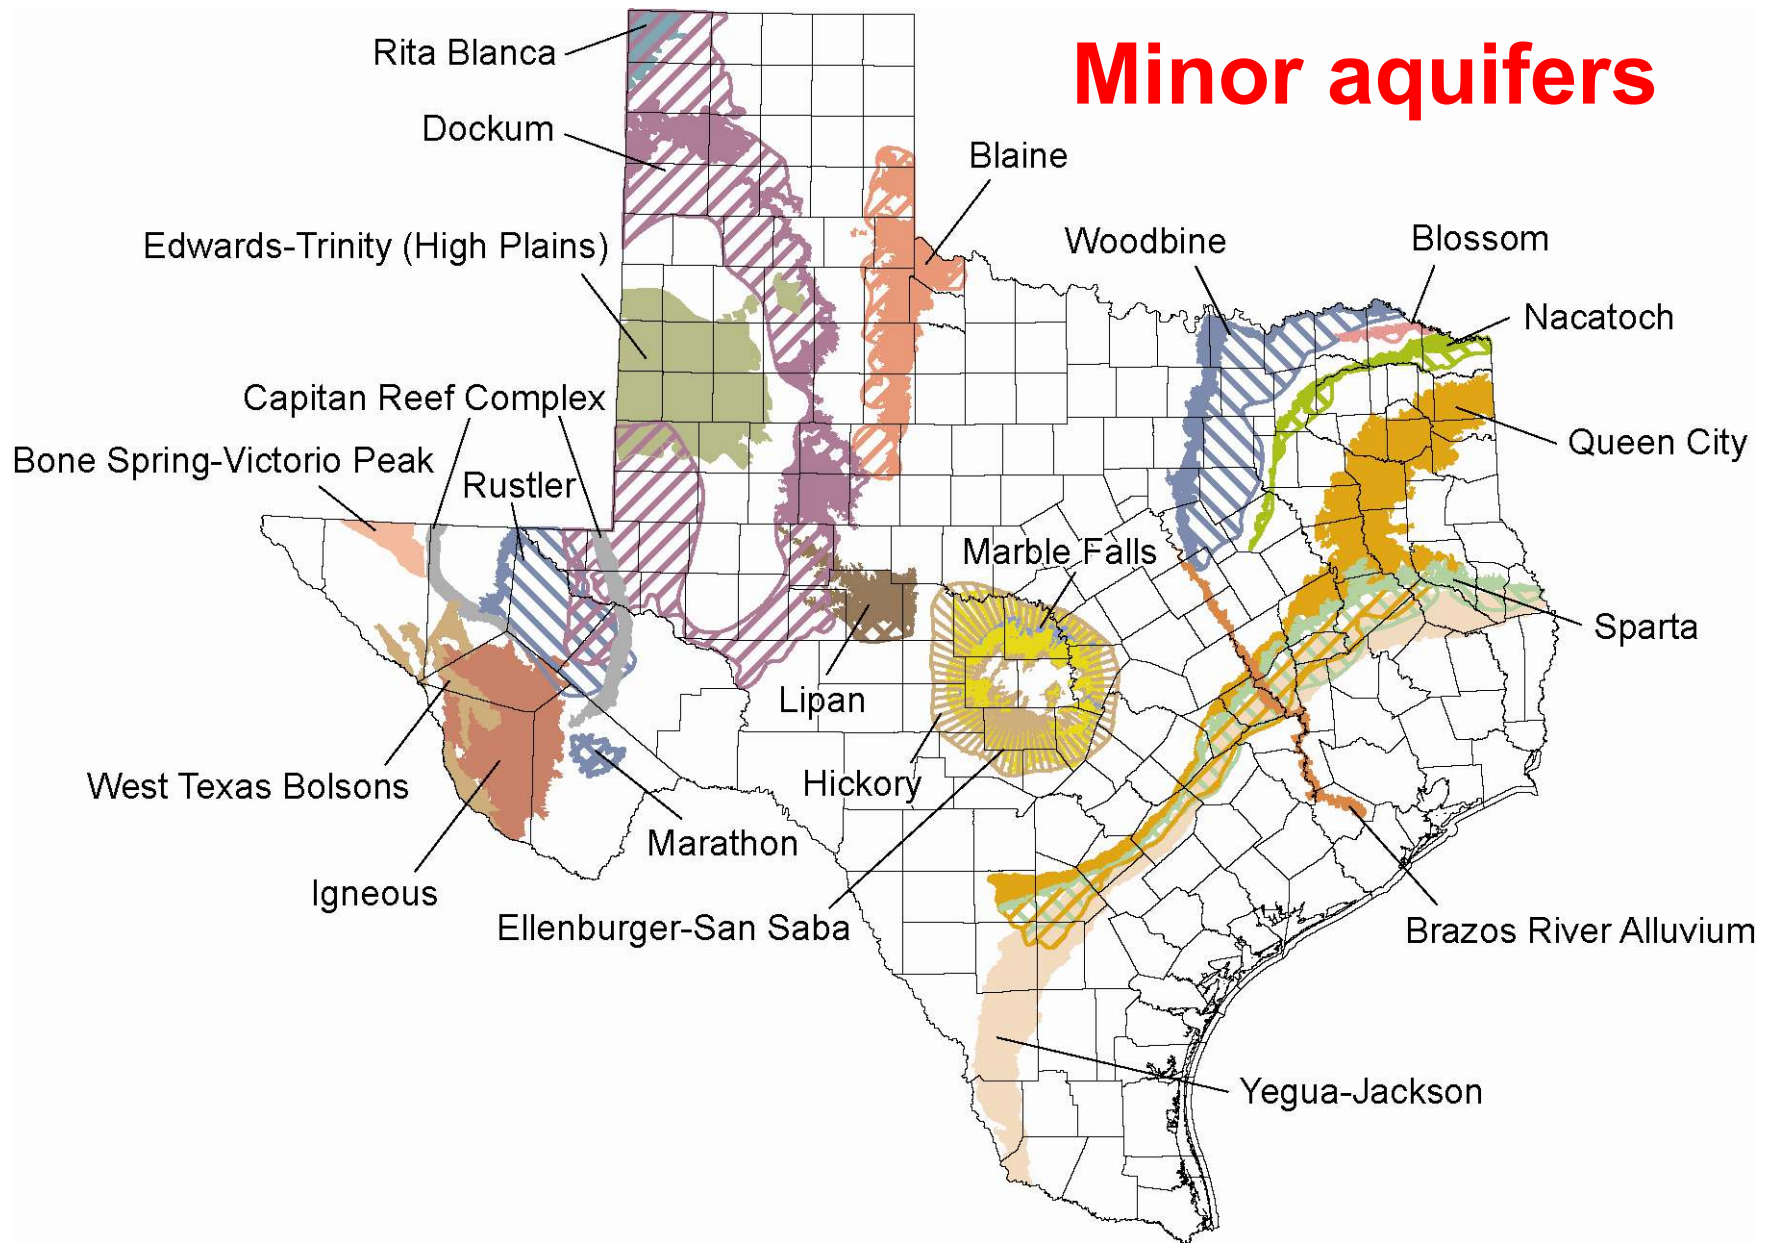 Minor aquifers
Rita Blanca
Dockum
Blaine
Edwards-Trinity (High Plains)
Woodbine
Blossom
Nacatoch
Capitan Reef Complex
Queen City
Bone Spring-Victorio Peak
Rustler
Marble Falls
Sparta
Lipan
West Texas Bolsons
Hickory
Marathon
Igneous
Ellenburger-San Saba
Brazos River Alluvium
Yegua-Jackson